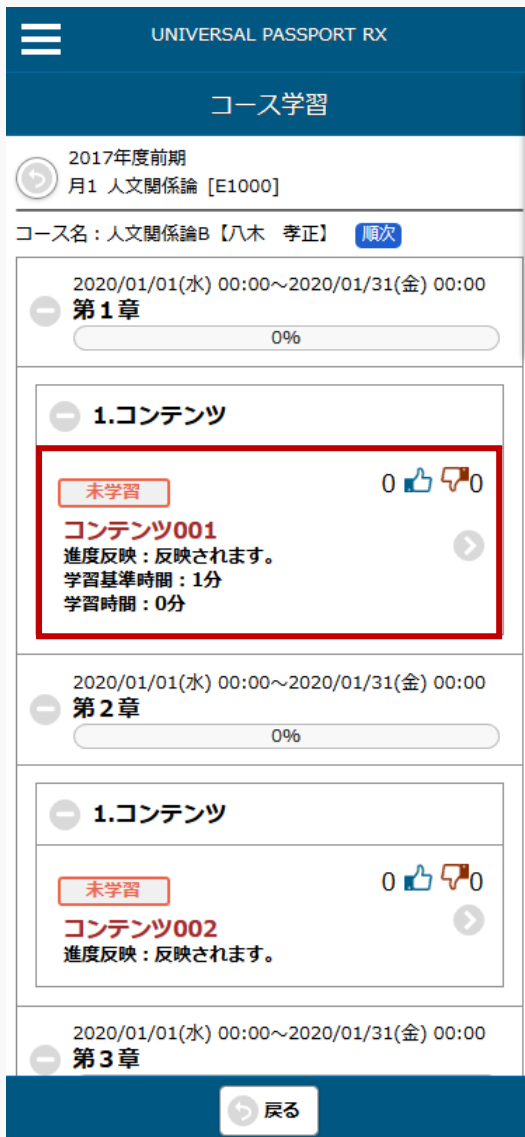 UNIVERSAL PASSPORT RX
コース学習
2017年度前期
月1 人文関係論 [E1000]
コース名：人文関係論B【八木　孝正】 順次
2020/01/01(水) 00:00～2020/01/31(金) 00:00
第１章
0%
1.コンテンツ
未学習 0 0
コンテンツ001
進度反映：反映されます。
学習基準時間：1分
学習時間：0分
2020/01/01(水) 00:00～2020/01/31(金) 00:00
第２章
0%
1.コンテンツ
未学習 0 0
コンテンツ002
進度反映：反映されます。
2020/01/01(水) 00:00～2020/01/31(金) 00:00
第３章
戻る